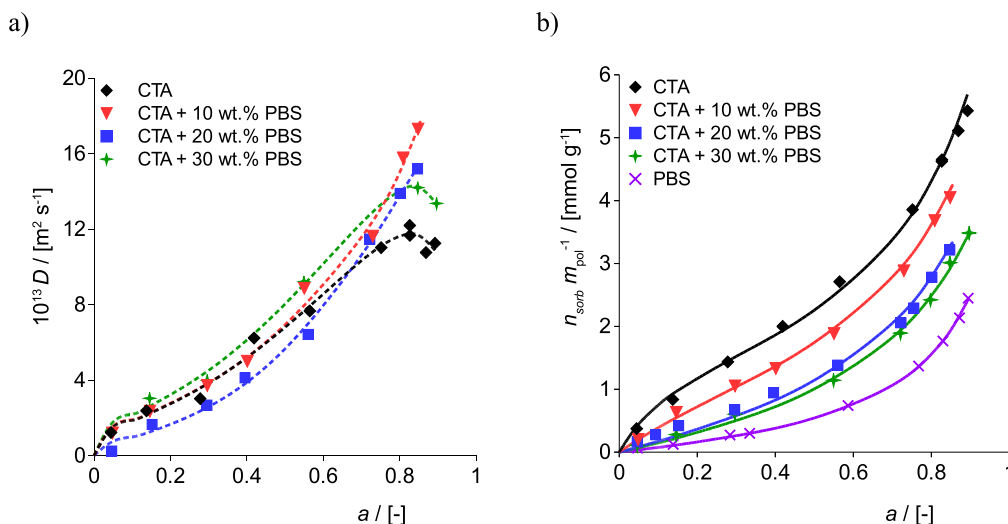 a)
b)
20
16
12
8
4
0
10¹³ D / [m² s⁻¹]
CTA
CTA + 10 wt.% PBS
CTA + 20 wt.% PBS
CTA + 30 wt.% PBS
0 0.2 0.4 0.6 0.8 1
a / [-]
6
5
4
3
2
1
0
n_sorb m_pol⁻¹ / [mmol g⁻¹]
CTA
CTA + 10 wt.% PBS
CTA + 20 wt.% PBS
CTA + 30 wt.% PBS
PBS
0 0.2 0.4 0.6 0.8 1
a / [-]